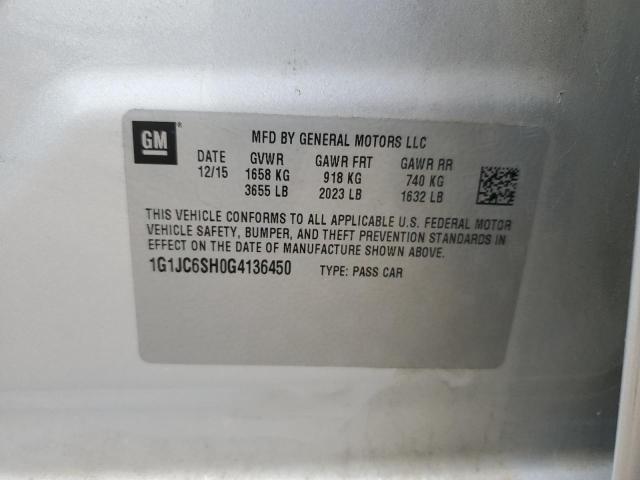 GM ®
MFD BY GENERAL MOTORS LLC
DATE GVWR GAWR FRT GAWR RR
12/15 1658 KG 918 KG 740 KG
3655 LB 2023 LB 1632 LB
THIS VEHICLE CONFORMS TO ALL APPLICABLE U.S. FEDERAL MOTOR
VEHICLE SAFETY, BUMPER, AND THEFT PREVENTION STANDARDS IN
EFFECT ON THE DATE OF MANUFACTURE SHOWN ABOVE.
1G1JC6SH0G4136450 TYPE: PASS CAR